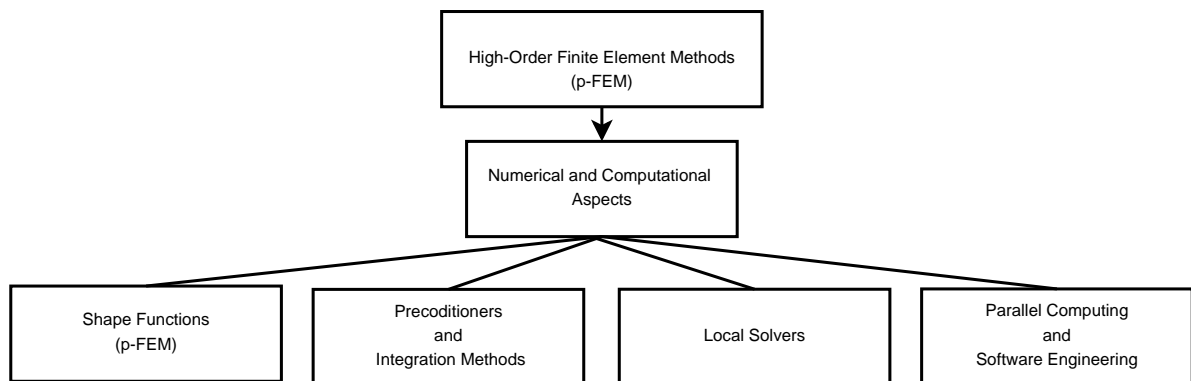 High-Order Finite Element Methods
(p-FEM)
Numerical and Computational
Aspects
Shape Functions
(p-FEM)
Precoditioners
and
Integration Methods
Local Solvers
Parallel Computing
and
Software Engineering